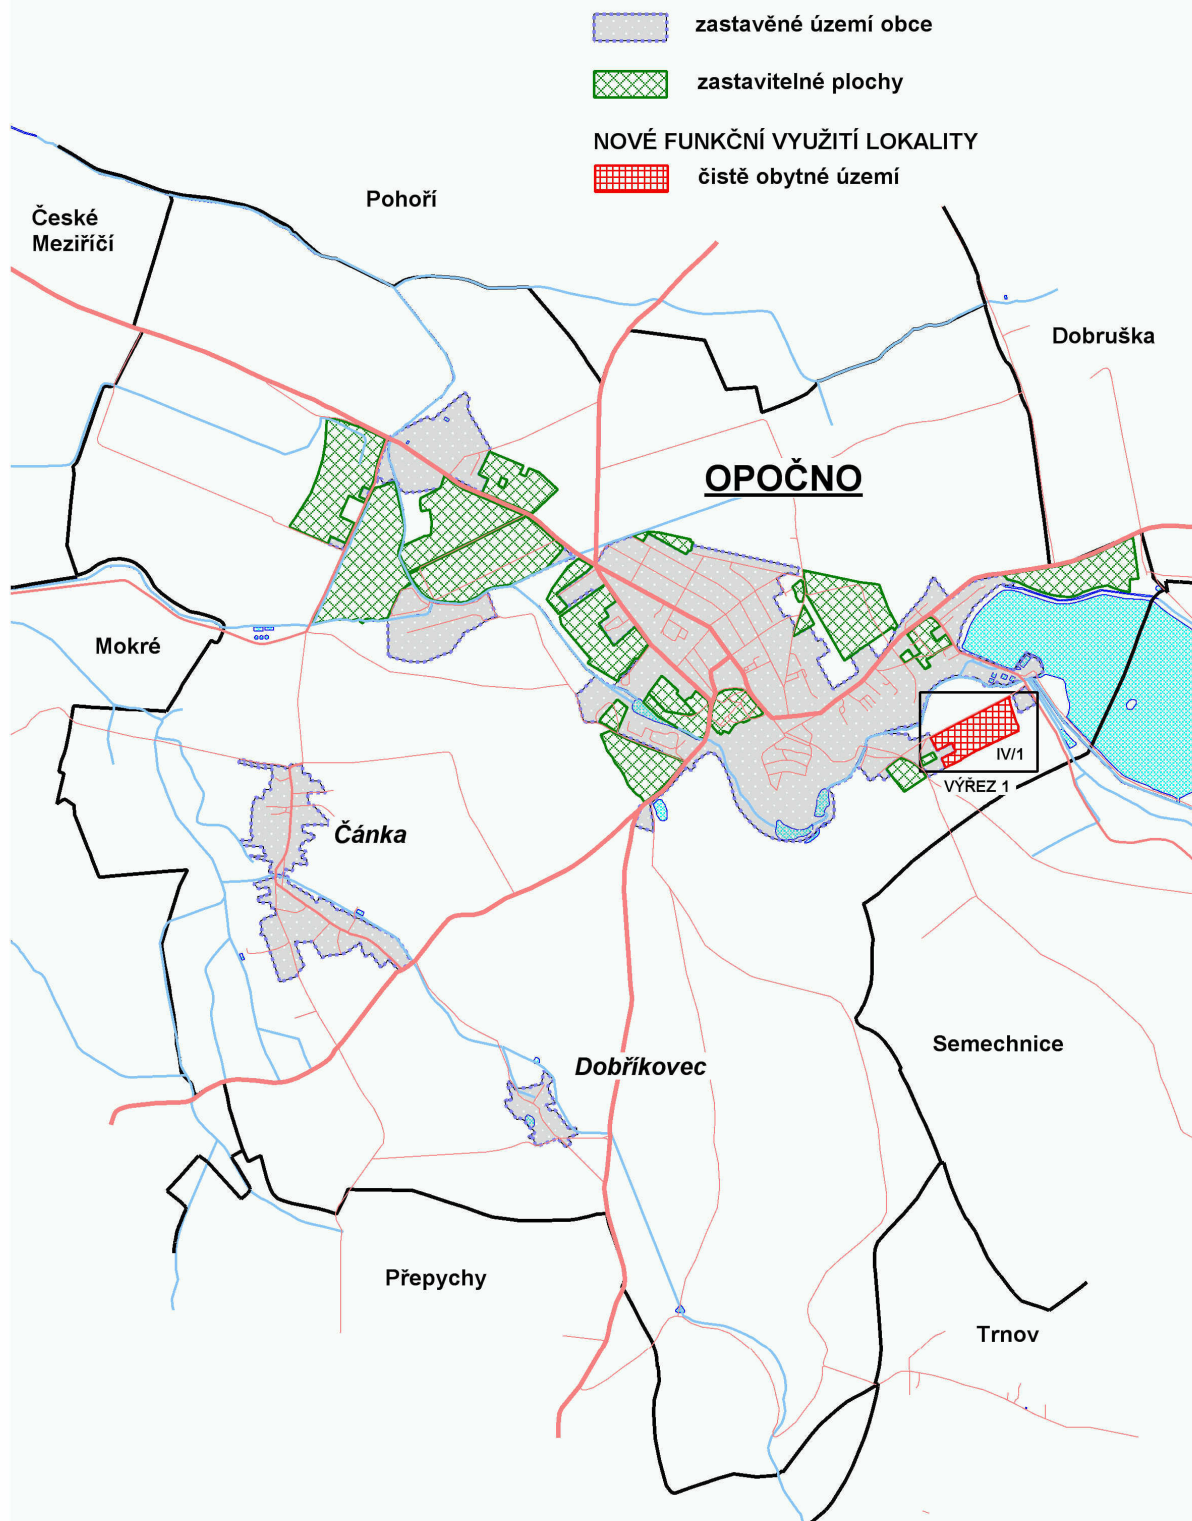 zastavěné území obce
zastavitelné plochy
NOVÉ FUNKČNÍ VYUŽITÍ LOKALITY
čistě obytné území
Pohoří
České
Meziříčí
Dobruška
OPOČNO
Mokré
IV/1
VÝŘEZ 1
Čánka
Semechnice
Dobříkovec
Přepychy
Trnov